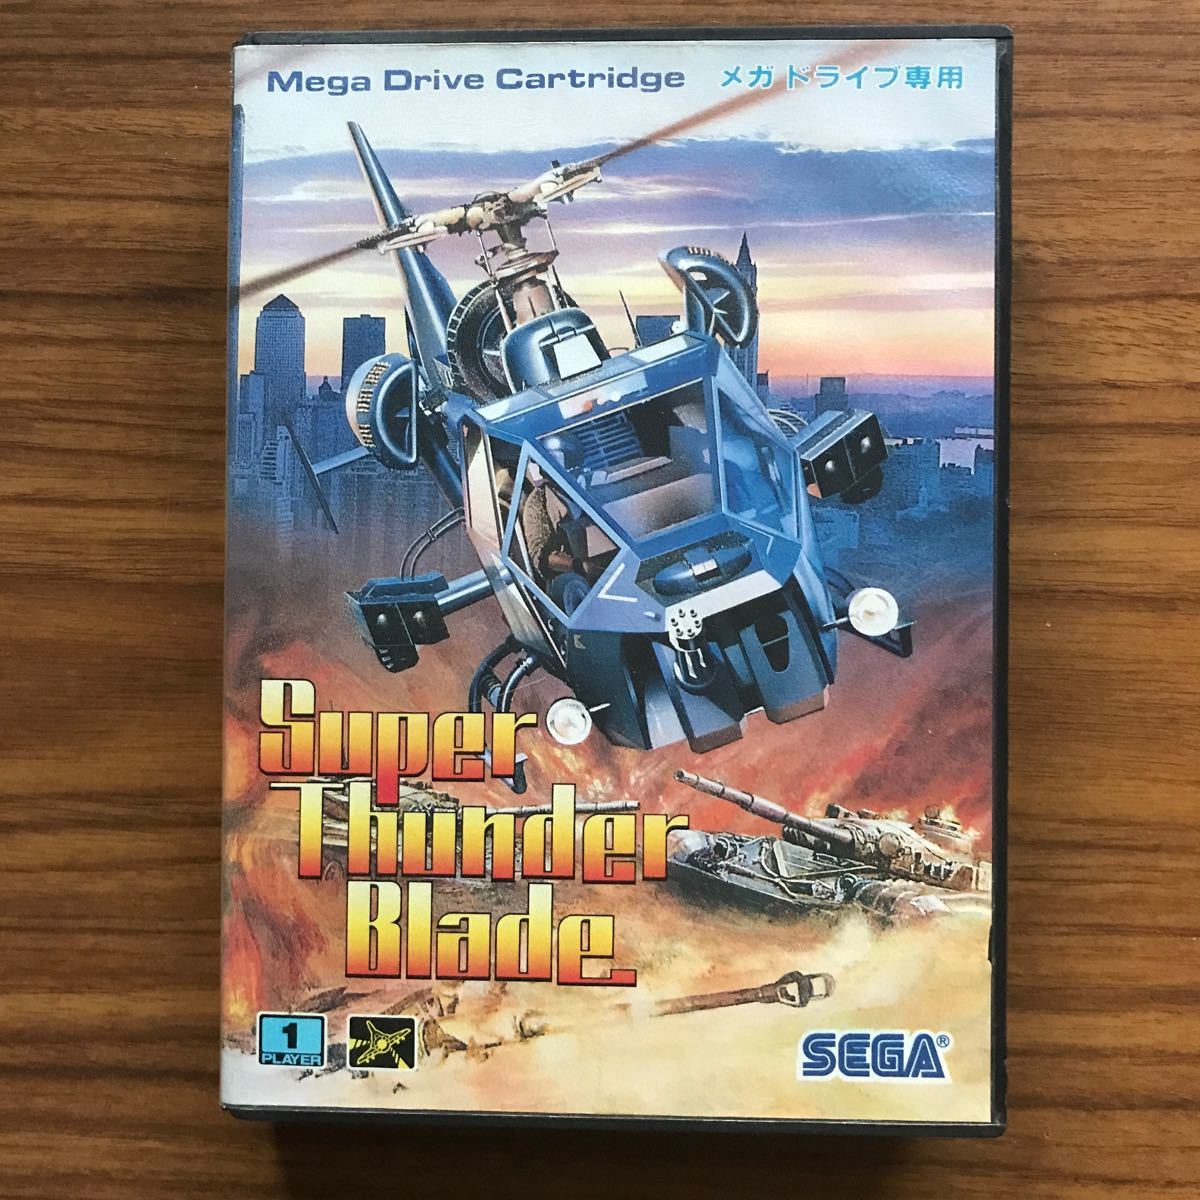 Mega Drive Cartridge メガドライブ専用
Super
Thunder
Blade
1
PLAYER
SEGA®